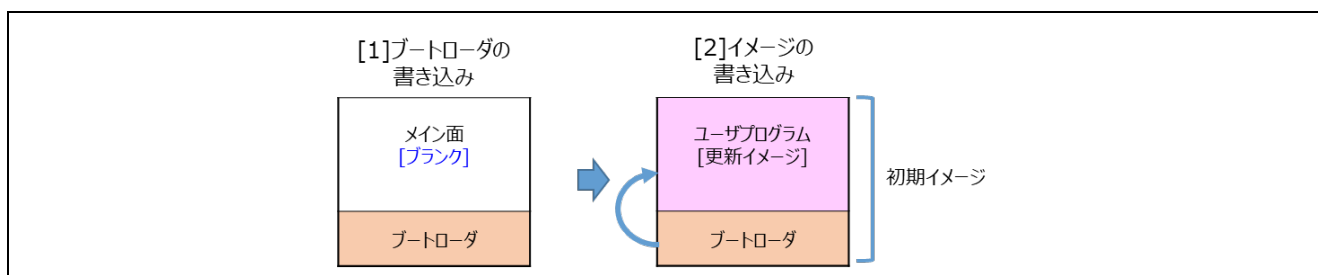 [1]ブートローダの
書き込み
[2]イメージの
書き込み
メイン面
[ブランク]
ブートローダ
ユーザプログラム
[更新イメージ]
ブートローダ
初期イメージ